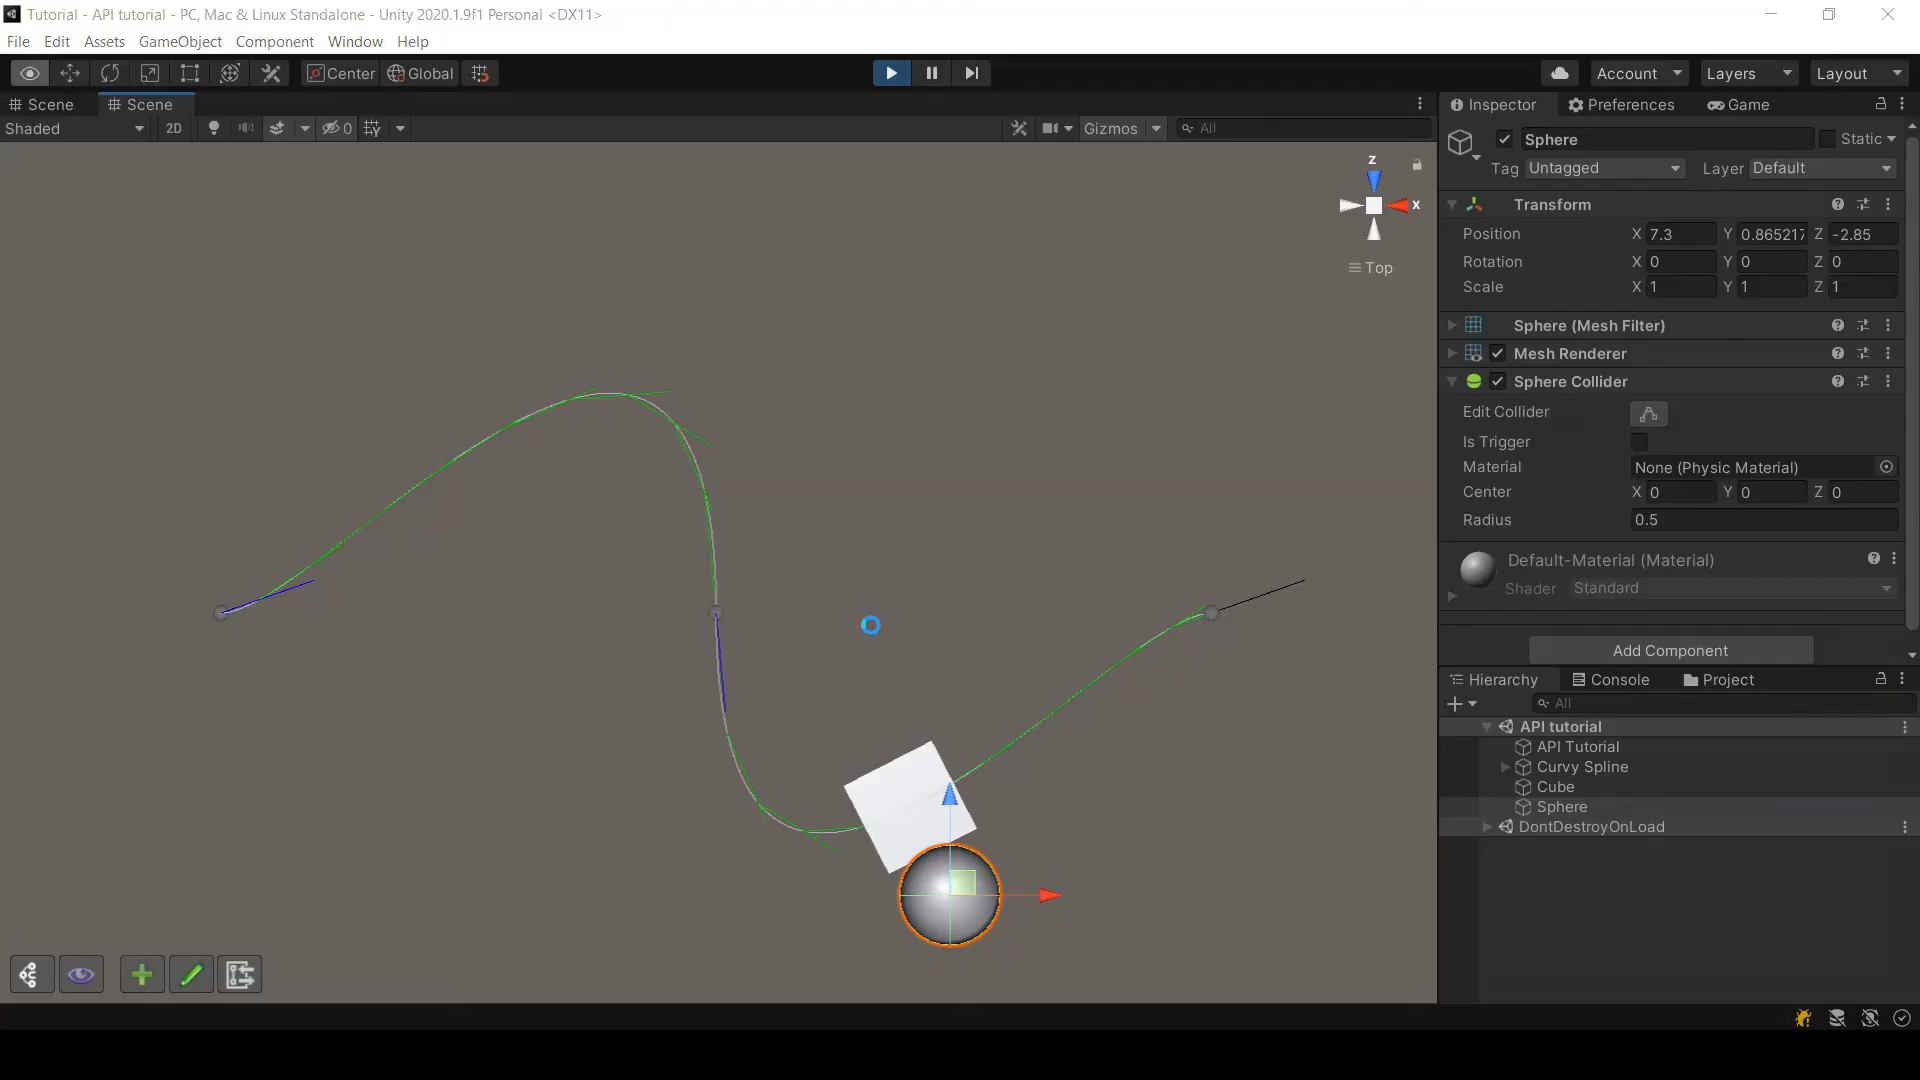 Tutorial - API tutorial - PC, Mac & Linux Standalone - Unity 2020.1.9f1 Personal <DX11>
File Edit Assets GameObject Component Window Help
Center Global Account Layers Layout
Scene Scene
Shaded 2D 0 Gizmos All
z
x
Top
Inspector Preferences Game
Sphere Static
Tag Untagged Layer Default
Transform
Position X 7.3 Y 0.865217 Z -2.85
Rotation X 0 Y 0 Z 0
Scale X 1 Y 1 Z 1
Sphere (Mesh Filter)
Mesh Renderer
Sphere Collider
Edit Collider
Is Trigger
Material None (Physic Material)
Center X 0 Y 0 Z 0
Radius 0.5
Default-Material (Material)
Shader Standard
Add Component
Hierarchy Console Project
All
API tutorial
API Tutorial
Curvy Spline
Cube
Sphere
DontDestroyOnLoad